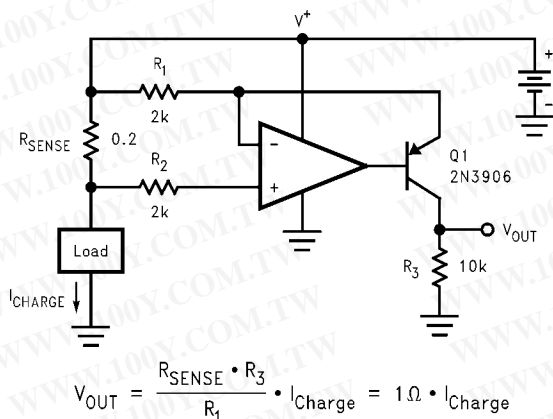 V+
R1
2k
RSENSE
0.2
R2
2k
-
+
Q1
2N3906
+
-
Load
ICHARGE
VOUT
R3
10k
VOUT = RSENSE • R3 / R1 • ICharge = 1Ω • ICharge
WWW.100Y.COM.TW